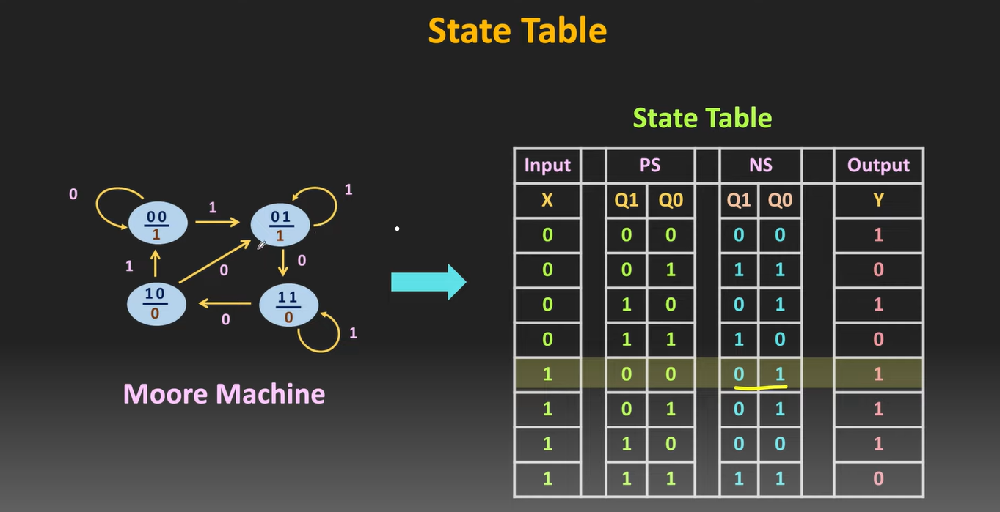 State Table
State Table
0
1
1
00
1
01
1
1
0
0
10
0
11
0
0
1
Moore Machine
Input PS NS Output
X Q1 Q0 Q1 Q0 Y
0 0 0 0 0 1
0 0 1 1 1 0
0 1 0 0 1 1
0 1 1 1 0 0
1 0 0 0 1 1
1 0 1 0 1 1
1 1 0 0 0 1
1 1 1 1 1 0